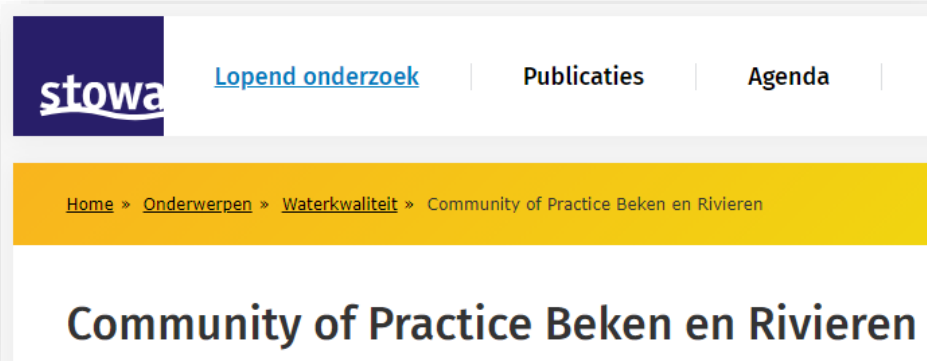 stowa
Lopend onderzoek
Publicaties
Agenda
Home » Onderwerpen » Waterkwaliteit » Community of Practice Beken en Rivieren
Community of Practice Beken en Rivieren